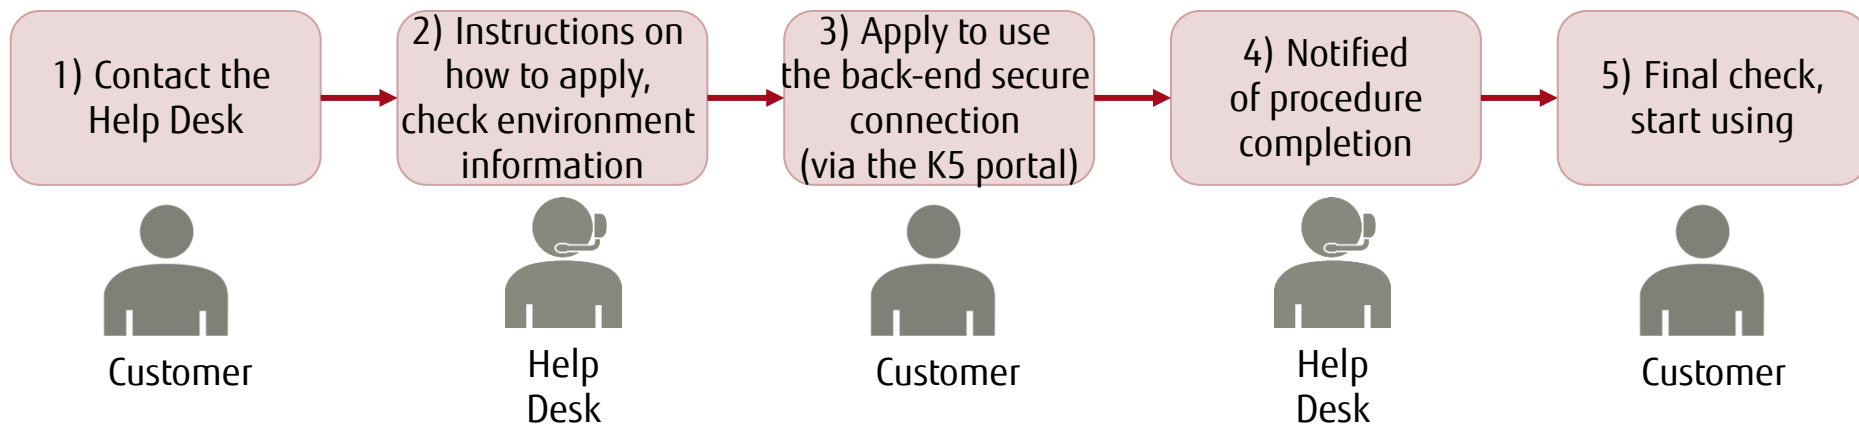 1) Contact the
Help Desk
2) Instructions on
how to apply,
check environment
information
3) Apply to use
the back-end secure
connection
(via the K5 portal)
4) Notified
of procedure
completion
5) Final check,
start using
Customer
Help
Desk
Customer
Help
Desk
Customer